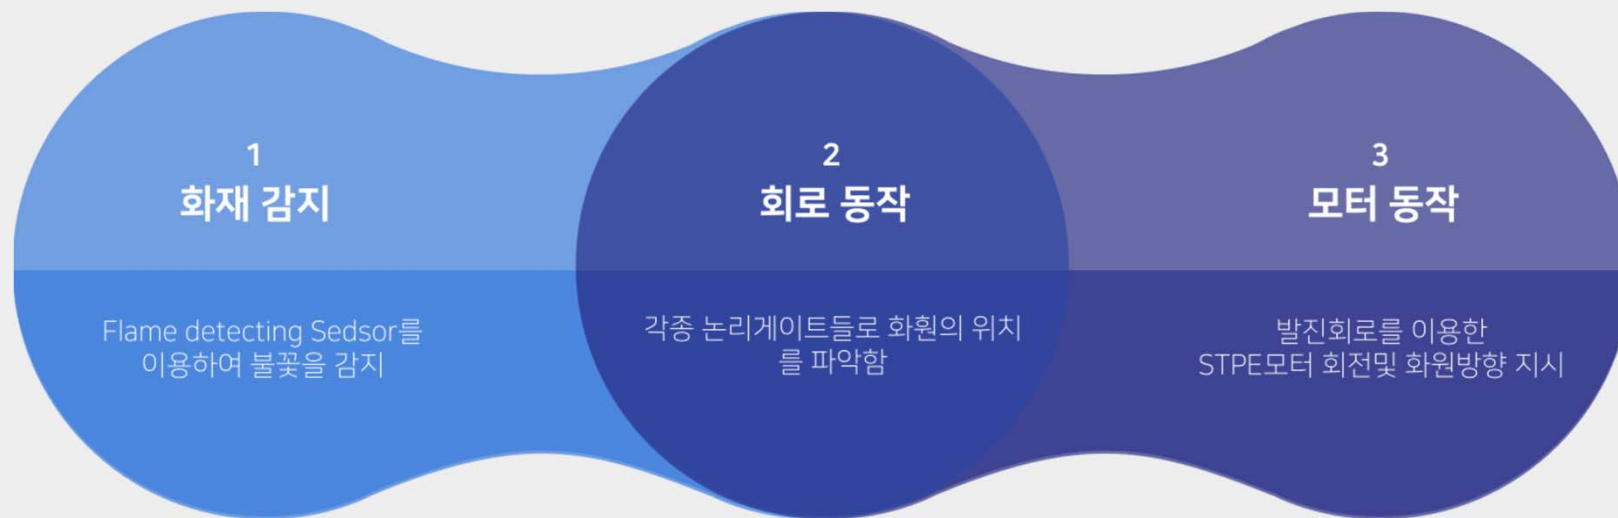 1
화재 감지
Flame detecting Sedsor를
이용하여 불꽃을 감지
2
회로 동작
각종 논리게이트들로 화훤의 위치
를 파악함
3
모터 동작
발진회로를 이용한
STPE모터 회전및 화원방향 지시